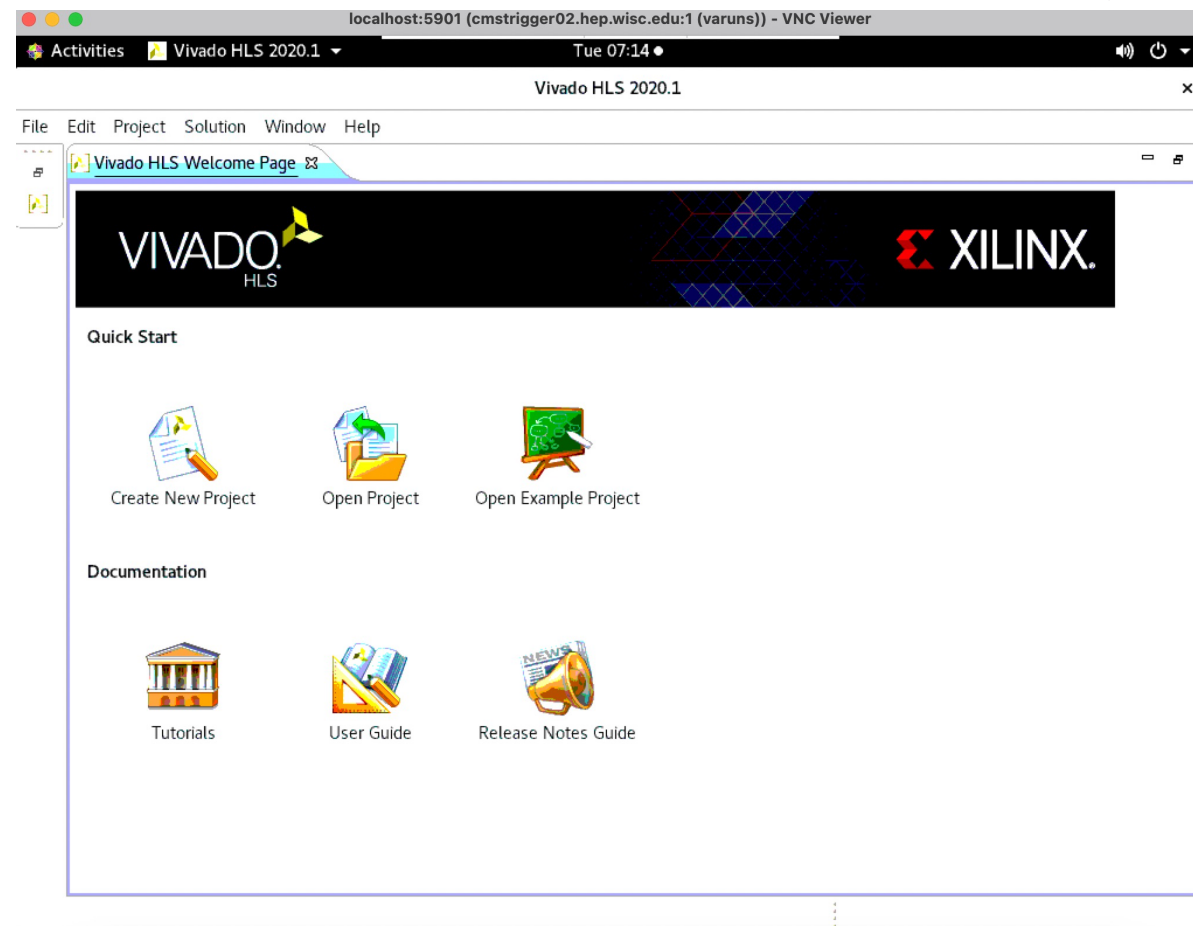 localhost:5901 (cmstrigger02.hep.wisc.edu:1 (varuns)) - VNC Viewer
Activities Vivado HLS 2020.1 Tue 07:14
Vivado HLS 2020.1
File Edit Project Solution Window Help
Vivado HLS Welcome Page
VIVADO. HLS XILINX.
Quick Start
Create New Project Open Project Open Example Project
Documentation
NEWS
Tutorials User Guide Release Notes Guide